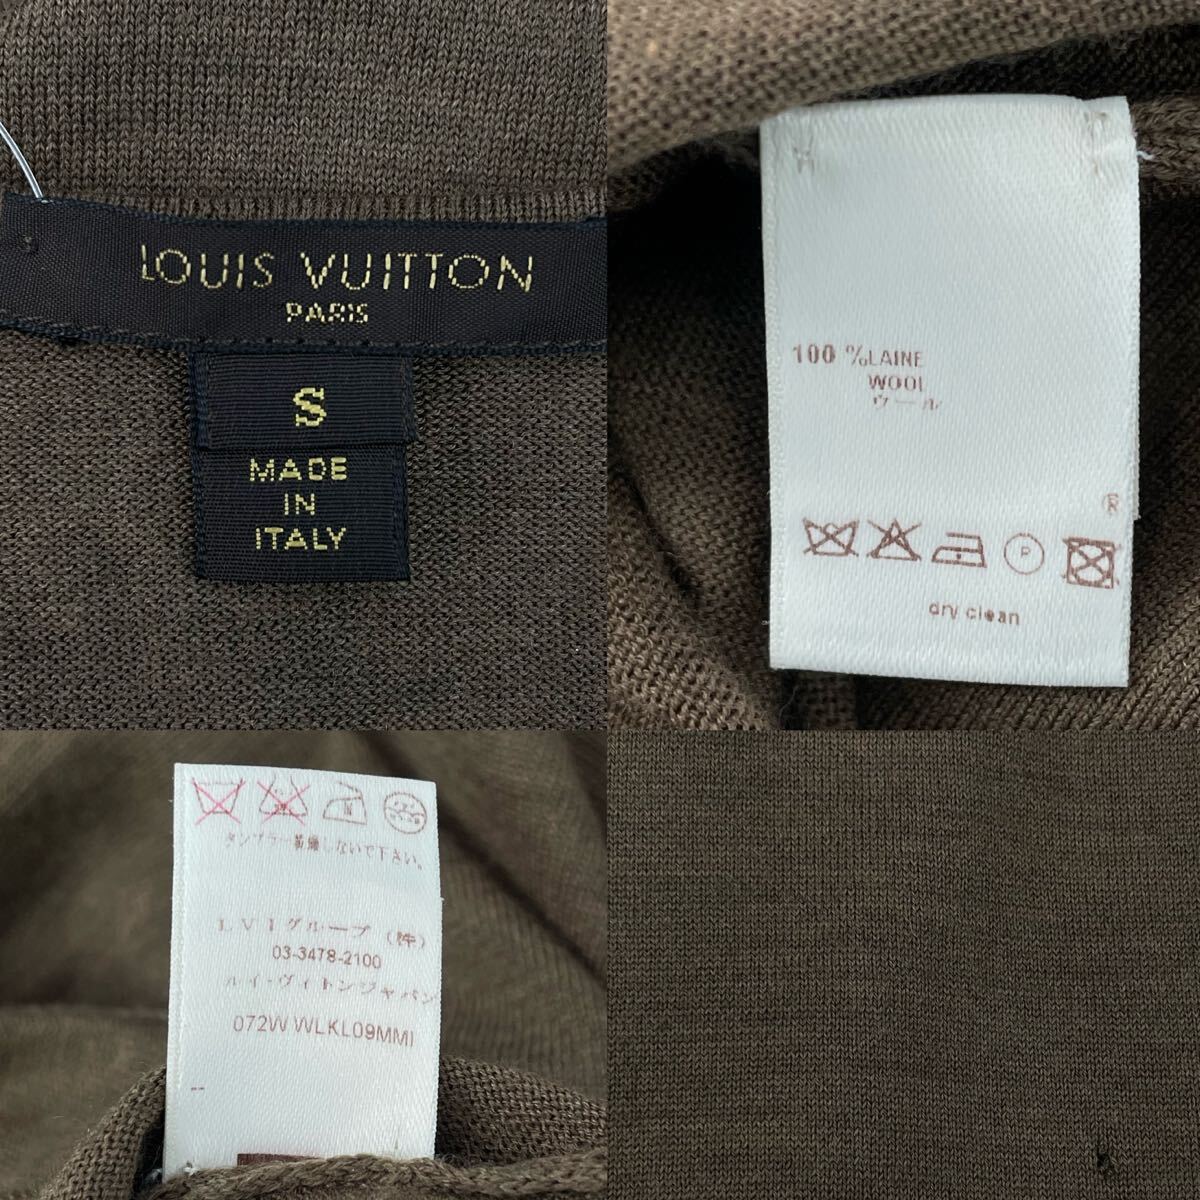 LOUIS VUITTON
PARIS
S
MADE
IN
ITALY
100 %LAINE
WOOL
ウール
®
P
dry clean
タンブラー乾燥しないで下さい。
LVJグループ（株）
03-3478-2100
ルイ・ヴィトンジャパン
072W WLKL09MMI